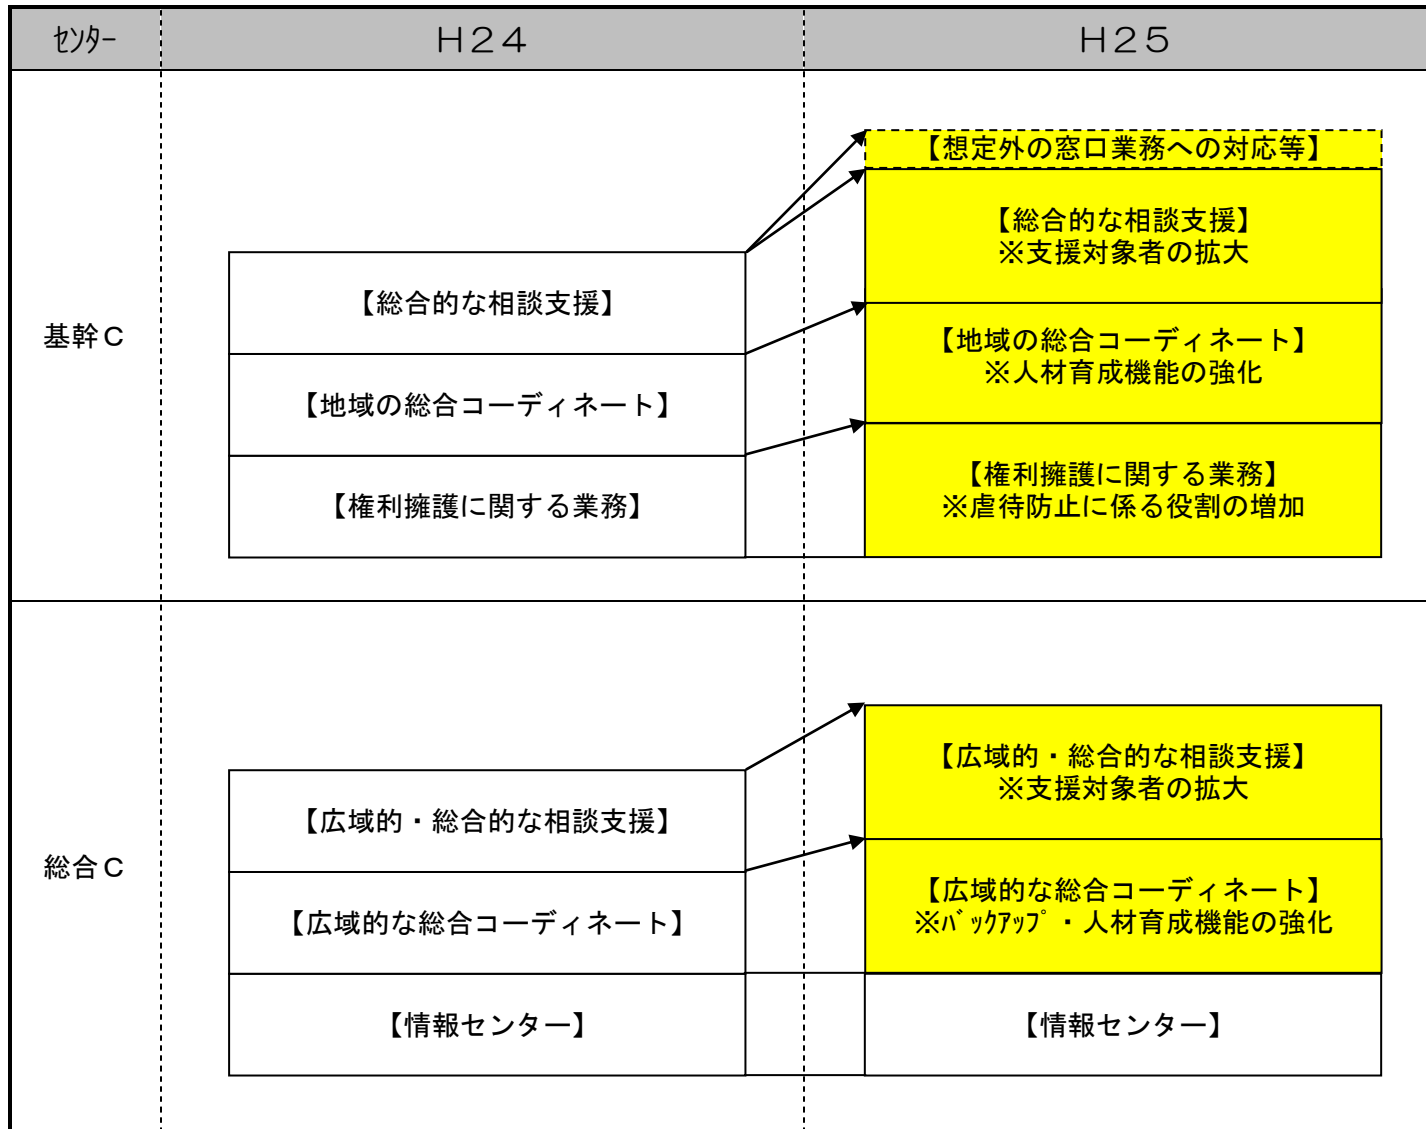 ｾﾝﾀｰ
Ｈ２４
Ｈ２５
基幹Ｃ
【総合的な相談支援】
【地域の総合コーディネート】
【権利擁護に関する業務】
【想定外の窓口業務への対応等】
【総合的な相談支援】
※支援対象者の拡大
【地域の総合コーディネート】
※人材育成機能の強化
【権利擁護に関する業務】
※虐待防止に係る役割の増加
総合Ｃ
【広域的・総合的な相談支援】
【広域的な総合コーディネート】
【情報センター】
【広域的・総合的な相談支援】
※支援対象者の拡大
【広域的な総合コーディネート】
※ﾊﾞｯｸｱｯﾌﾟ・人材育成機能の強化
【情報センター】